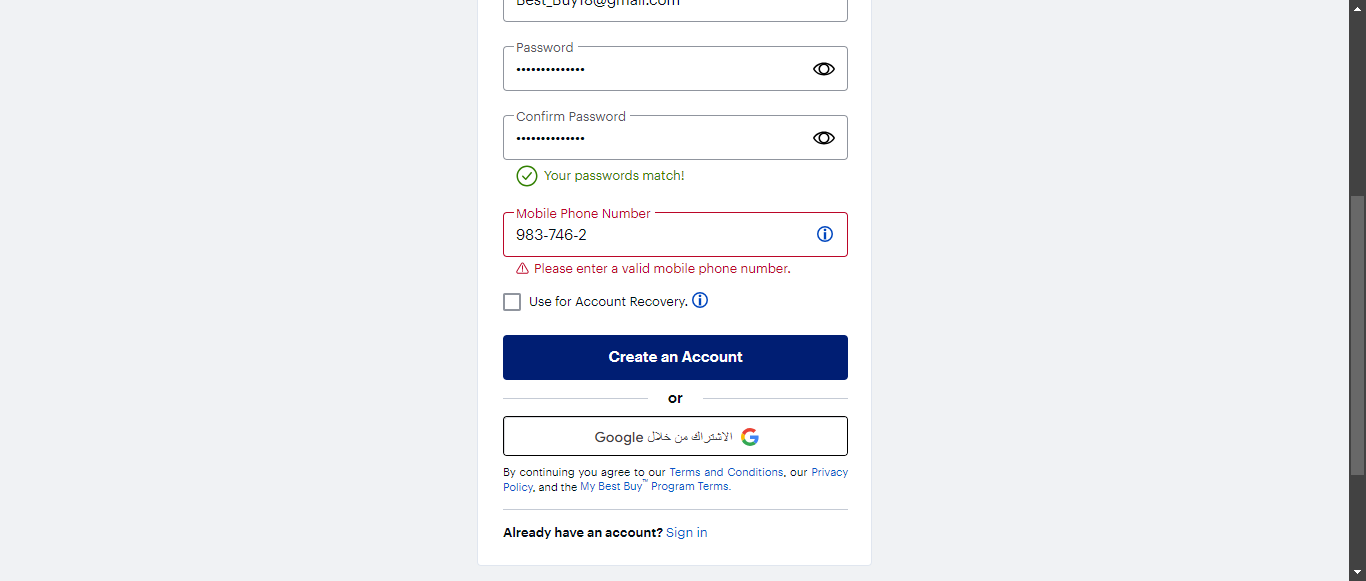 Best_Buy18@gmail.com
Password
••••••••••••••
Confirm Password
••••••••••••••
Your passwords match!
Mobile Phone Number
983-746-2
Please enter a valid mobile phone number.
Use for Account Recovery.
Create an Account
or
الاشتراك من خلال Google
By continuing you agree to our Terms and Conditions, our Privacy
Policy, and the My Best Buy™ Program Terms.
Already have an account? Sign in